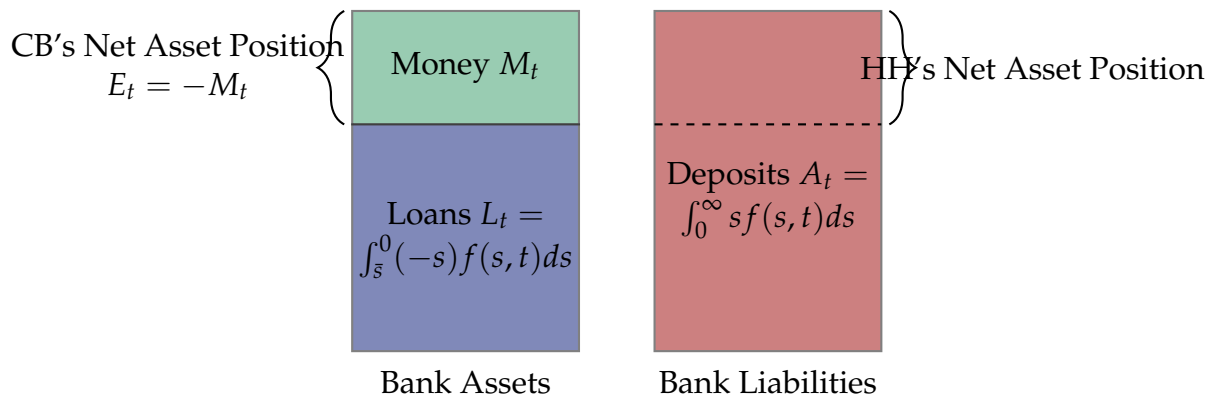 CB's Net Asset Position
E_t = −M_t
Money M_t
HH's Net Asset Position
Loans L_t =
∫_{s̄}^0 (−s) f(s, t)ds
Deposits A_t =
∫_0^∞ s f(s, t)ds
Bank Assets
Bank Liabilities